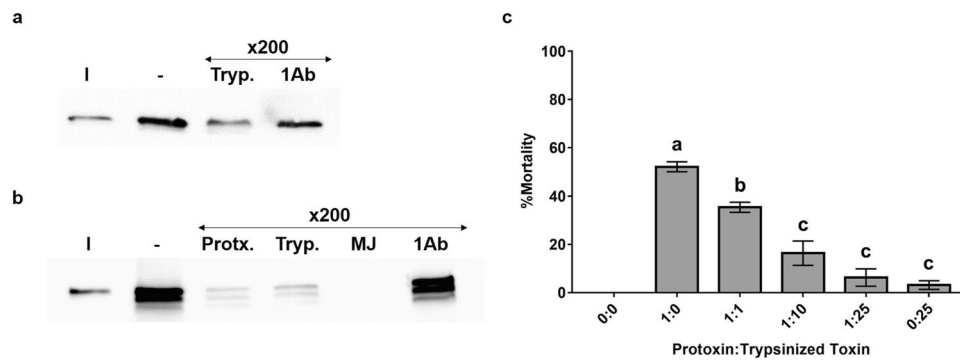 a
x200
I - Tryp. 1Ab
b
x200
I - Protx. Tryp. MJ 1Ab
c
100
80
60
40
20
0
%Mortality
a
b
c
c
c
0:0 1:0 1:1 1:10 1:25 0:25
Protoxin:Trypsinized Toxin